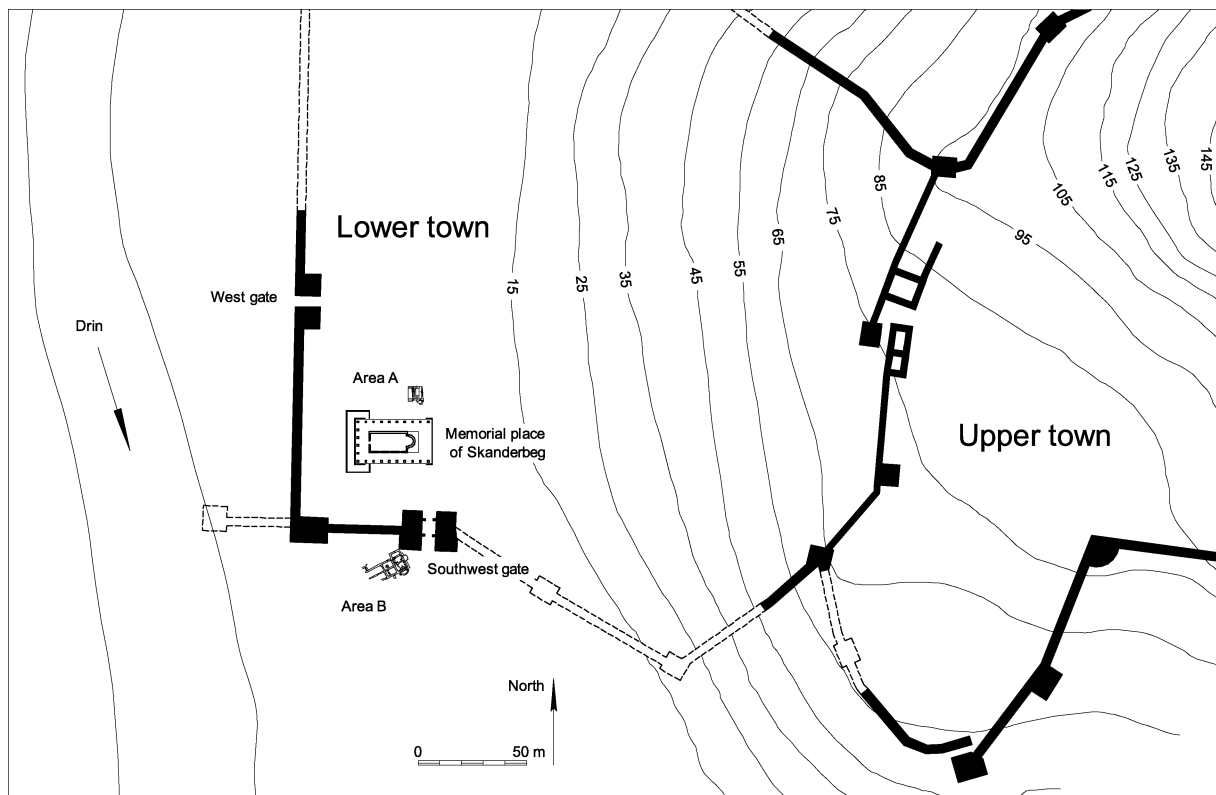 Lower town
West gate
Drin
Area A
Memorial place
of Skanderbeg
Upper town
Southwest gate
Area B
North
0
50 m
15
25
35
45
55
65
75
85
95
105
115
125
135
145